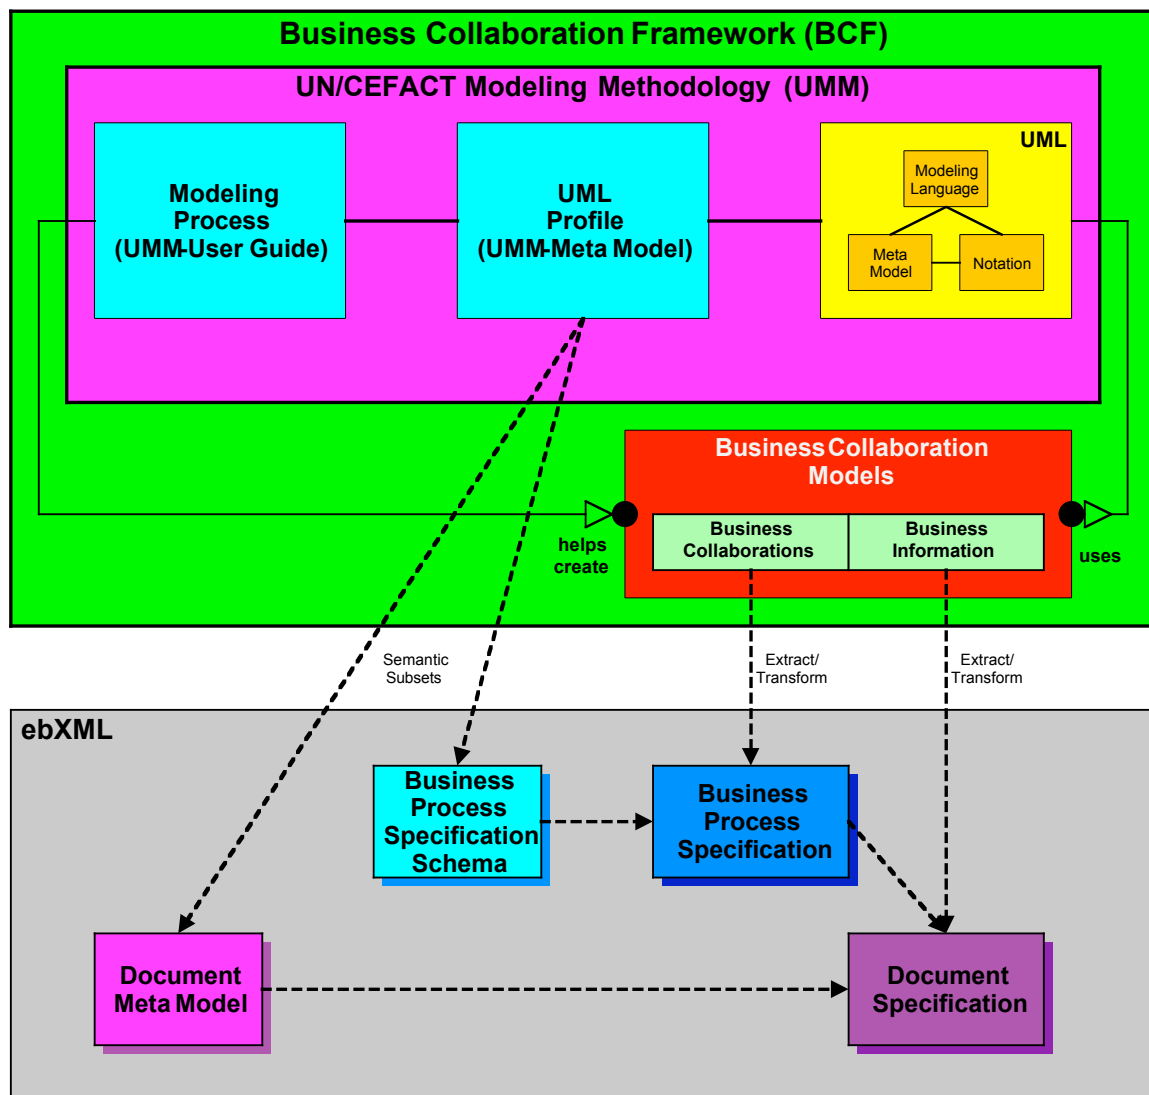 Business Collaboration Framework (BCF)
UN/CEFACT Modeling Methodology (UMM)
Modeling
Process
(UMM-User Guide)
UML
Profile
(UMM-Meta Model)
UML
Modeling
Language
Meta
Model
Notation
Business Collaboration
Models
Business
Collaborations
Business
Information
helps
create
uses
Semantic
Subsets
Extract/
Transform
Extract/
Transform
ebXML
Business
Process
Specification
Schema
Business
Process
Specification
Document
Meta Model
Document
Specification